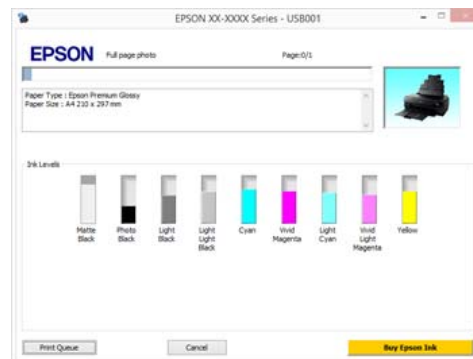 EPSON XX-XXXX Series - USB001
EPSON Full page photo Page:0/1
Paper Type : Epson Premium Glossy
Paper Size : A4 210 x 297 mm
Ink Levels
Matte Black
Photo Black
Light Black
Light Light Black
Cyan
Vivid Magenta
Light Cyan
Vivid Light Magenta
Yellow
Print Queue Cancel Buy Epson Ink